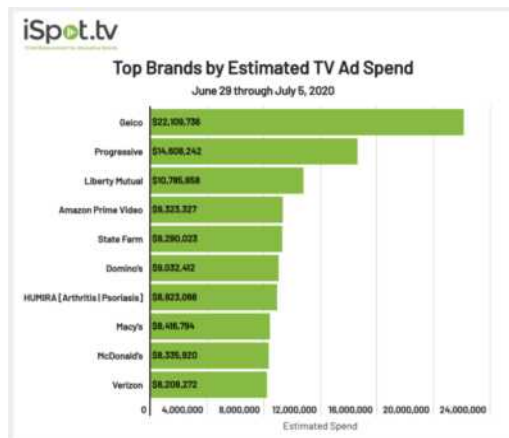 iSpot.tv
Top Brands by Estimated TV Ad Spend
June 29 through July 5, 2020
Geico $22,109,736
Progressive $14,608,242
Liberty Mutual $10,785,658
Amazon Prime Video $9,323,327
State Farm $9,290,023
Domino's $9,032,412
HUMIRA [Arthritis | Psoriasis] $8,823,066
Macy's $8,416,794
McDonald's $8,335,920
Verizon $8,209,272
0 4,000,000 8,000,000 12,000,000 16,000,000 20,000,000 24,000,000
Estimated Spend